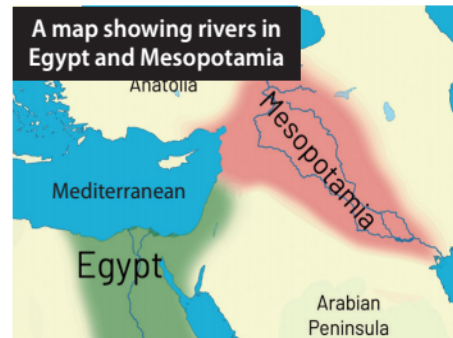 A map showing rivers in
Egypt and Mesopotamia
Anatolia
Mesopotamia
Mediterranean
Egypt
Arabian
Peninsula